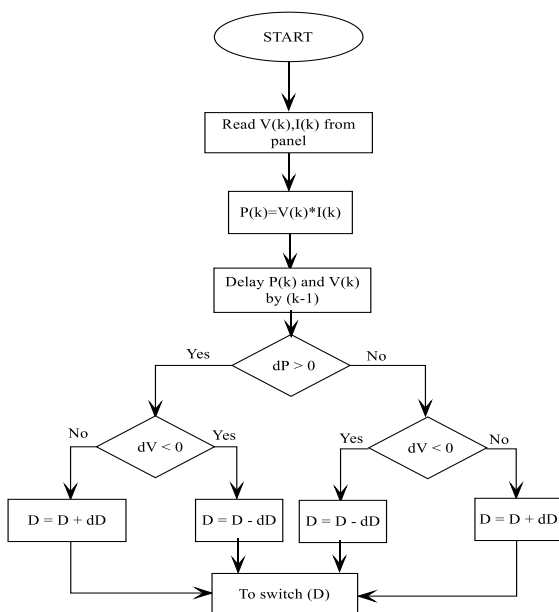 START
Read V(k),I(k) from
panel
P(k)=V(k)*I(k)
Delay P(k) and V(k)
by (k-1)
Yes
dP > 0
No
No
dV < 0
Yes
Yes
dV < 0
No
D = D + dD
D = D - dD
D = D - dD
D = D + dD
To switch (D)